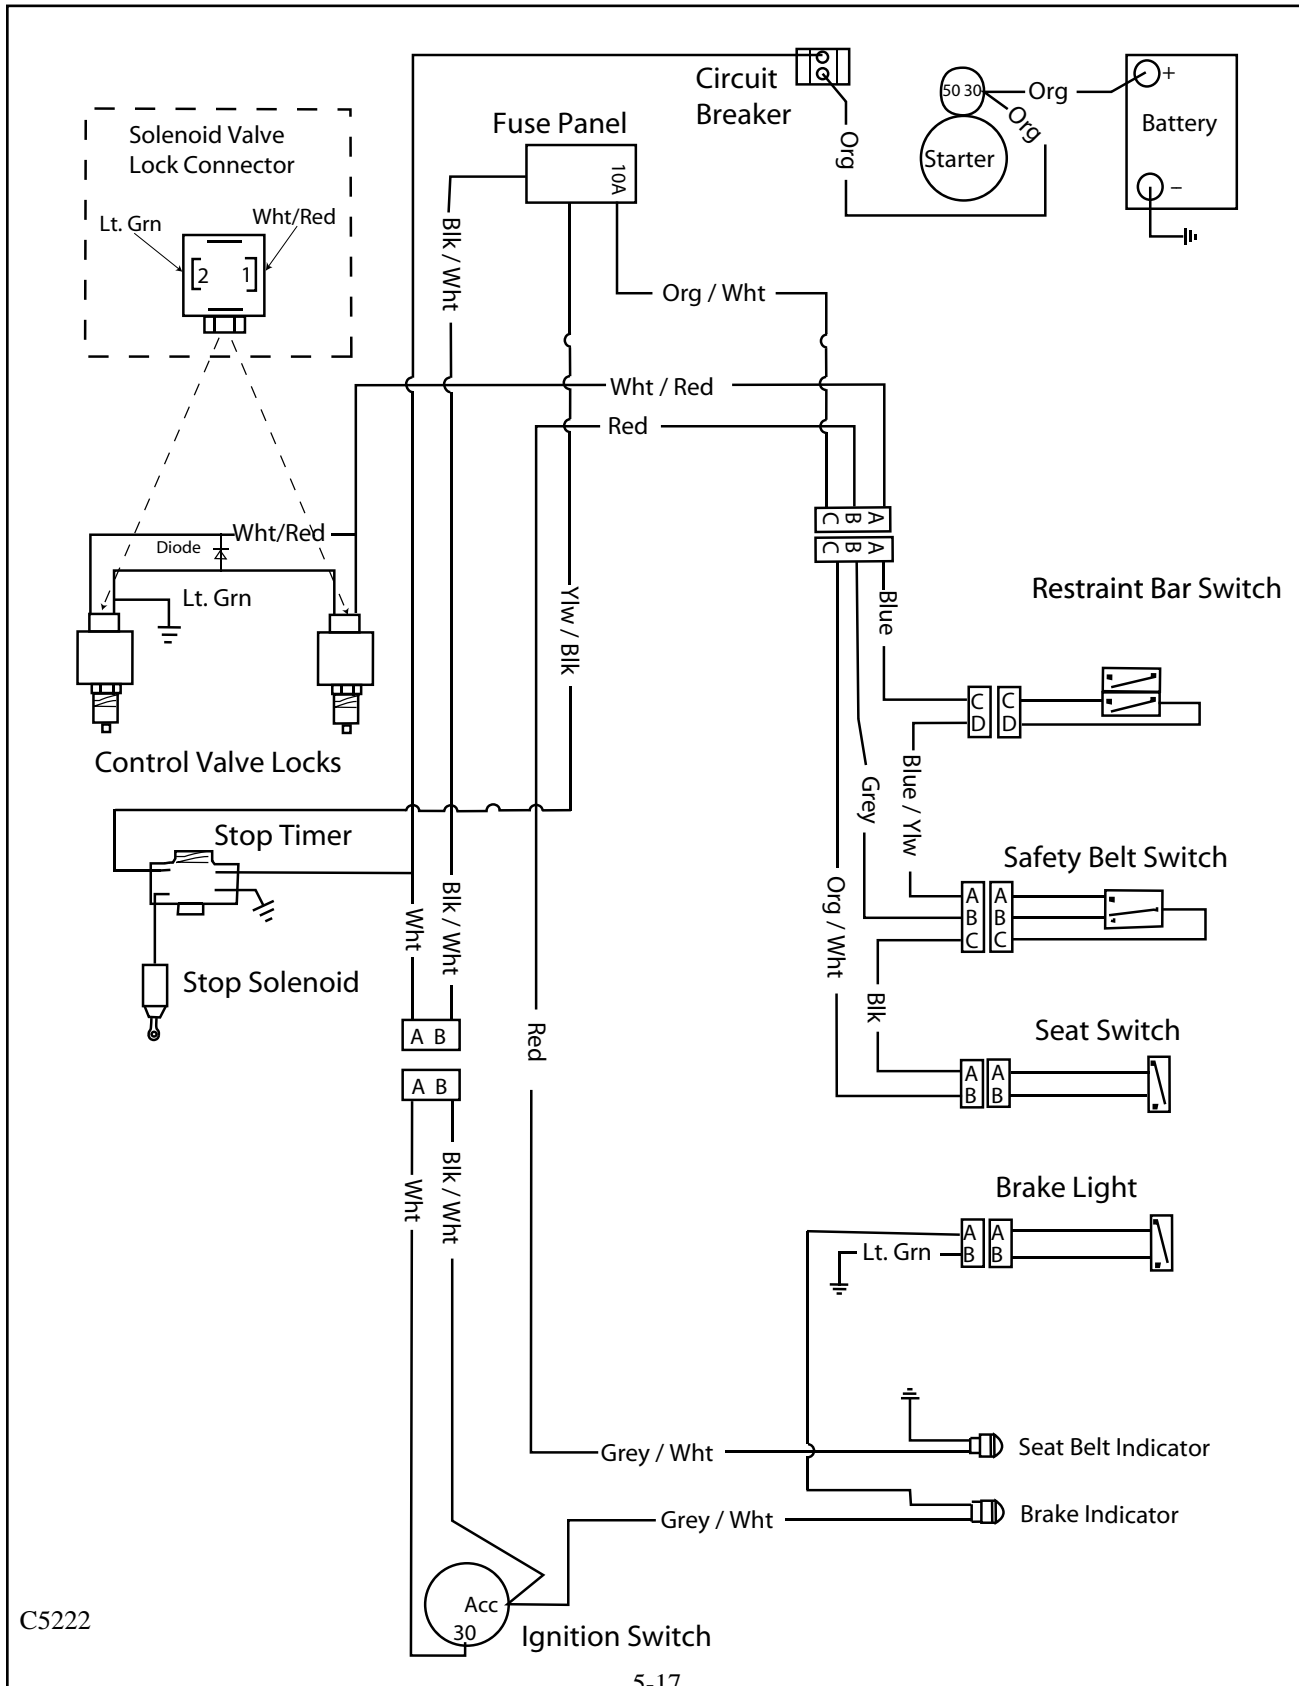 Circuit
Breaker
Org
50 30
Org
Org
Starter
+
Battery
−
Fuse Panel
10A
Solenoid Valve
Lock Connector
Lt. Grn
Wht/Red
2
1
Blk / Wht
Org / Wht
Wht / Red
Red
C B A
C B A
Wht/Red
Diode
Lt. Grn
Ylw / Blk
Blue
Restraint Bar Switch
C C
D D
Control Valve Locks
Blue / Ylw
Grey
Stop Timer
Safety Belt Switch
A A
B B
C C
Wht
Blk / Wht
Org / Wht
Stop Solenoid
Blk
Red
Seat Switch
A B
A B
A A
B B
Wht
Blk / Wht
Brake Light
A A
B B
Lt. Grn
Grey / Wht
Seat Belt Indicator
Grey / Wht
Brake Indicator
Acc
30
Ignition Switch
C5222
5-17